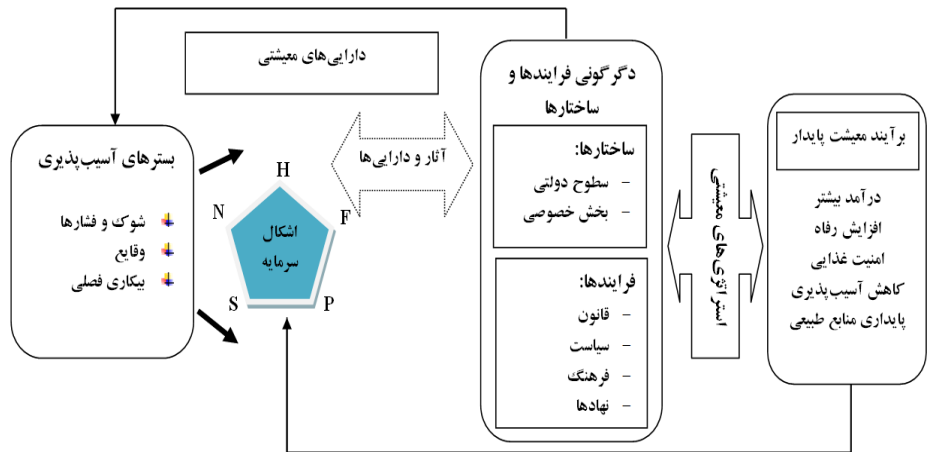 دارایی‌های معیشتی
بسترهای آسیب‌پذیری
شوک و فشارها
وقایع
بیکاری فصلی
H
N
F
S
P
اشکال
سرمایه
آثار و دارایی‌ها
دگرگونی فرایندها و
ساختارها
ساختارها:
- سطوح دولتی
- بخش خصوصی
فرایندها:
- قانون
- سیاست
- فرهنگ
- نهادها
استراتژی‌های معیشتی
برآیند معیشت پایدار
درآمد بیشتر
افزایش رفاه
امنیت غذایی
کاهش آسیب‌پذیری
پایداری منابع طبیعی